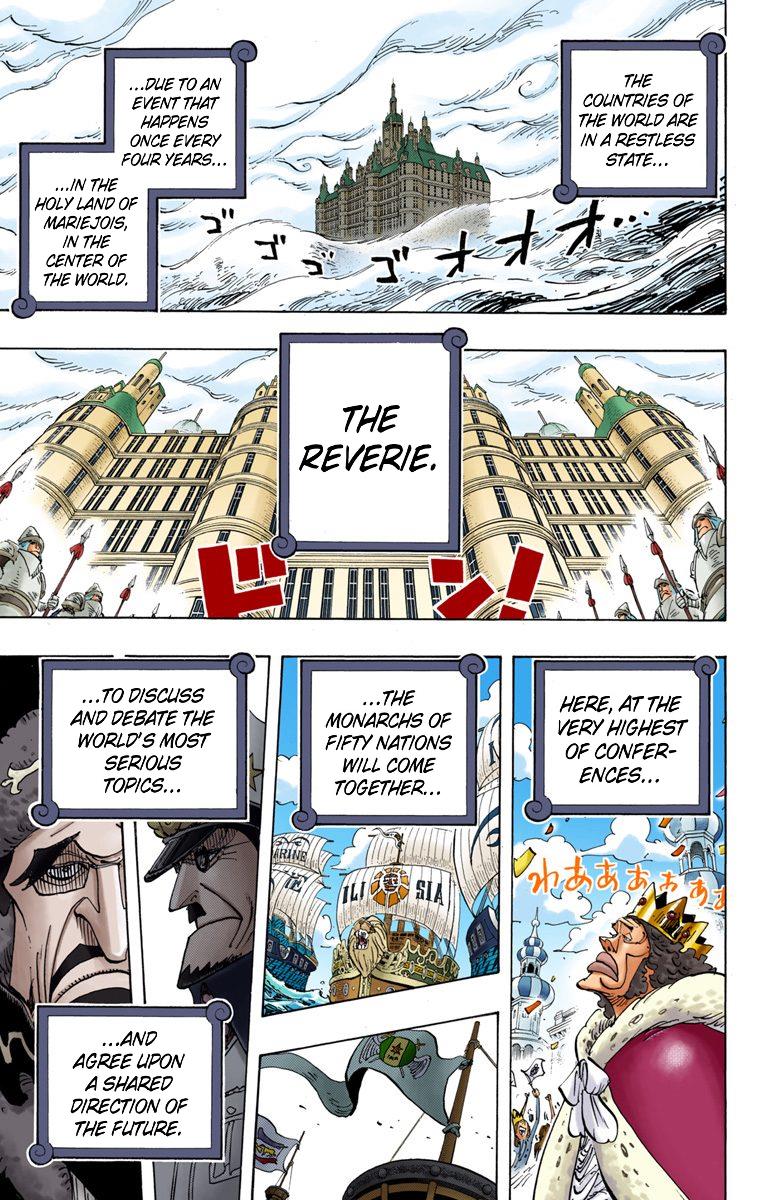 THE
COUNTRIES OF
THE WORLD ARE
IN A RESTLESS
STATE...
...DUE TO AN
EVENT THAT
HAPPENS
ONCE EVERY
FOUR YEARS...
...IN THE
HOLY LAND OF
MARIEJOIS,
IN THE
CENTER OF
THE WORLD.
ゴゴゴゴオオオ...
THE
REVERIE.
ドン!
HERE, AT THE
VERY HIGHEST
OF CONFER-
ENCES...
わあああああ
...THE
MONARCHS OF
FIFTY NATIONS
WILL COME
TOGETHER...
MARINE
ILISIA
...TO DISCUSS
AND DEBATE THE
WORLD'S MOST
SERIOUS
TOPICS...
...AND
AGREE UPON
A SHARED
DIRECTION OF
THE FUTURE.